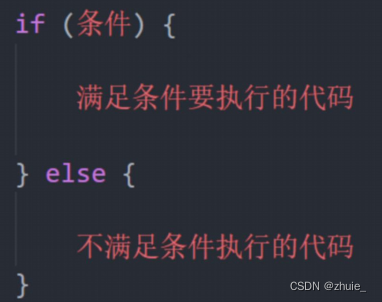 if (条件) {
满足条件要执行的代码
} else {
不满足条件执行的代码
}
CSDN @zhuie_